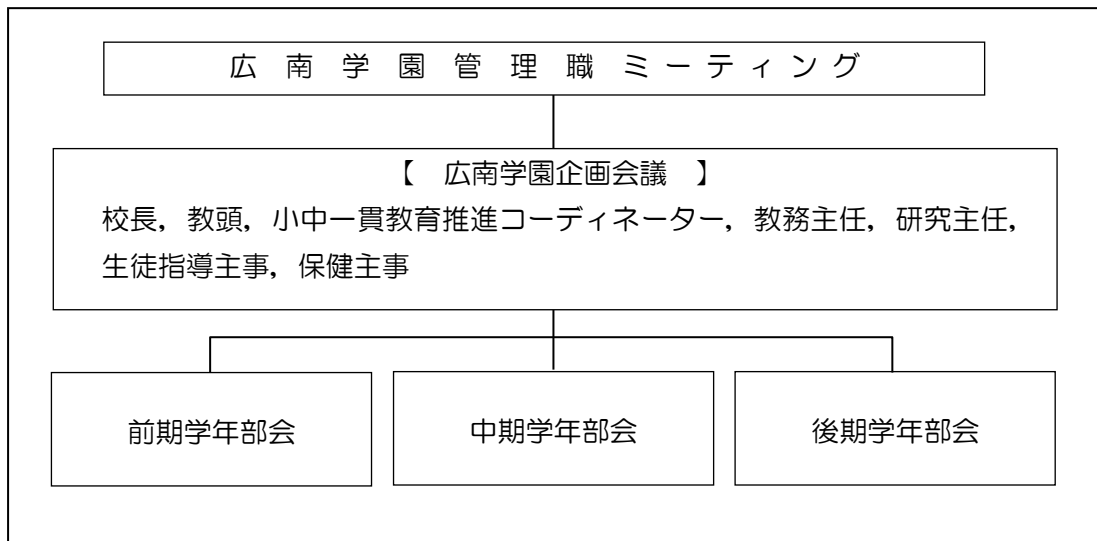 広南学園管理職ミーティング
【 広南学園企画会議 】
校長，教頭，小中一貫教育推進コーディネーター，教務主任，研究主任，
生徒指導主事，保健主事
前期学年部会
中期学年部会
後期学年部会